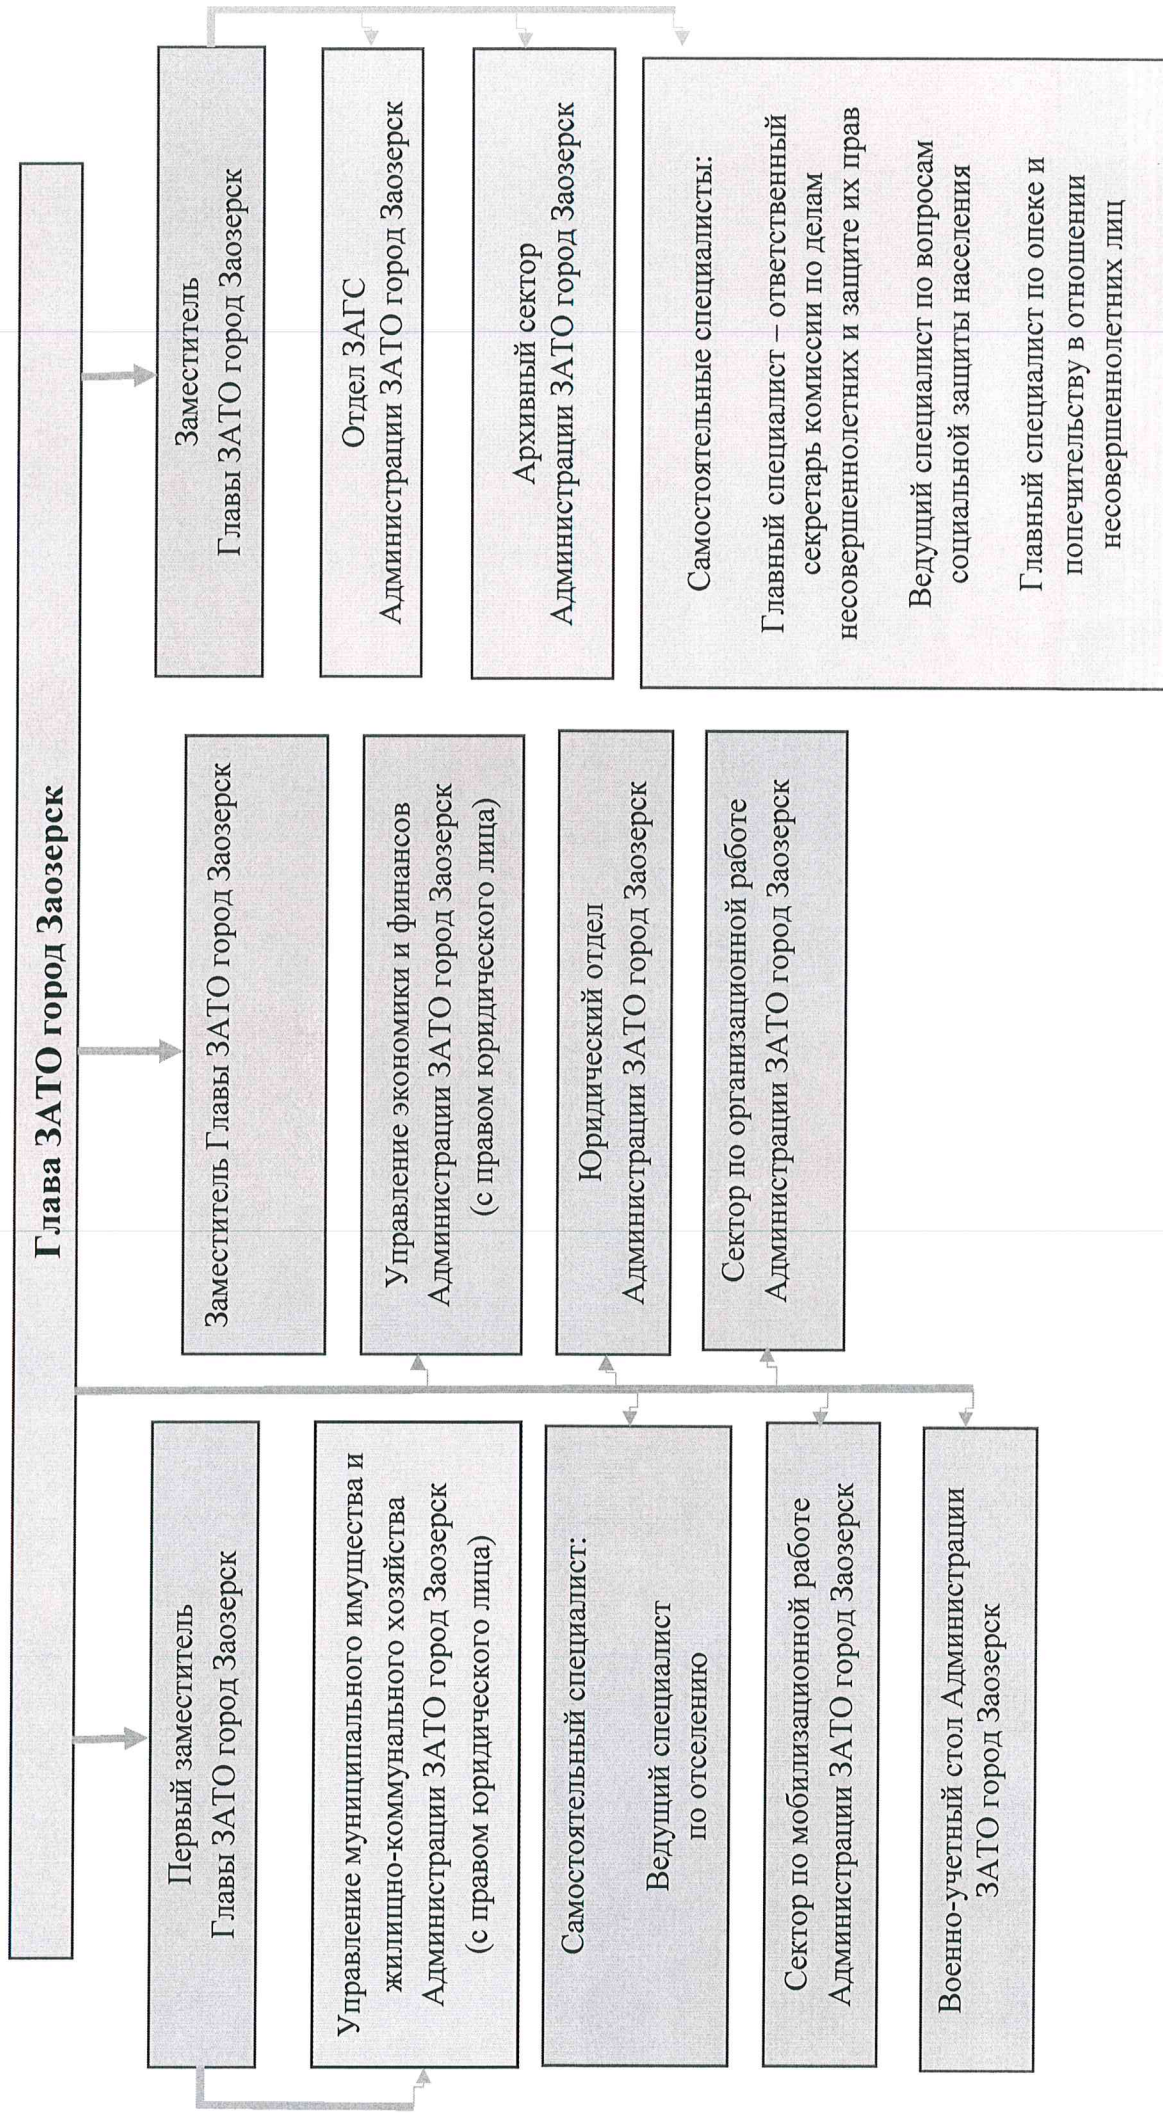 Глава ЗАТО город Заозерск
Первый заместитель
Главы ЗАТО город Заозерск
Управление муниципального имущества и
жилищно-коммунального хозяйства
Администрации ЗАТО город Заозерск
(с правом юридического лица)
Самостоятельный специалист:
Ведущий специалист
по отселению
Сектор по мобилизационной работе
Администрации ЗАТО город Заозерск
Военно-учетный стол Администрации
ЗАТО город Заозерск
Заместитель Главы ЗАТО город Заозерск
Управление экономики и финансов
Администрации ЗАТО город Заозерск
(с правом юридического лица)
Юридический отдел
Администрации ЗАТО город Заозерск
Сектор по организационной работе
Администрации ЗАТО город Заозерск
Заместитель
Главы ЗАТО город Заозерск
Отдел ЗАГС
Администрации ЗАТО город Заозерск
Архивный сектор
Администрации ЗАТО город Заозерск
Самостоятельные специалисты:
Главный специалист – ответственный
секретарь комиссии по делам
несовершеннолетних и защите их прав
Ведущий специалист по вопросам
социальной защиты населения
Главный специалист по опеке и
попечительству в отношении
несовершеннолетних лиц